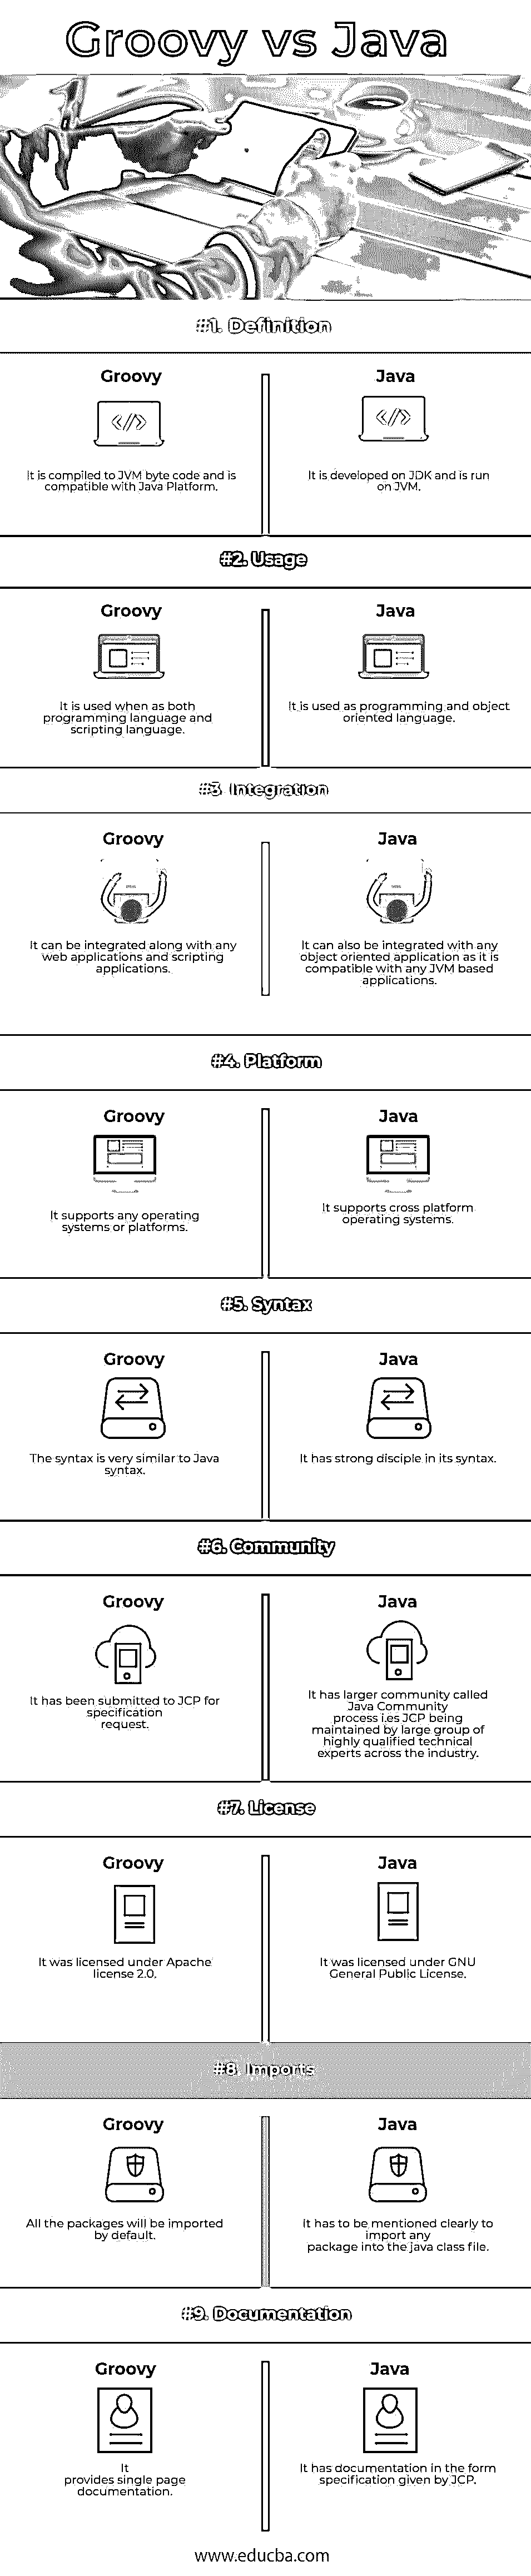 Groovy vs Java
#1. Definition
Groovy
It is compiled to JVM byte code and is
compatible with Java Platform.
Java
It is developed on JDK and is run
on JVM.
#2. Usage
Groovy
It is used when as both
programming language and
scripting language.
Java
It is used as programming and object
oriented language.
#3. Integration
Groovy
It can be integrated along with any
web applications and scripting
applications.
Java
It can also be integrated with any
object oriented application as it is
compatible with any JVM based
applications.
#4. Platform
Groovy
It supports any operating
systems or platforms.
Java
It supports cross platform
operating systems.
#5. Syntax
Groovy
The syntax is very similar to Java
syntax.
Java
It has strong disciple in its syntax.
#6. Community
Groovy
It has been submitted to JCP for
specification
request.
Java
It has larger community called
Java Community
process i.es JCP being
maintained by large group of
highly qualified technical
experts across the industry.
#7. License
Groovy
It was licensed under Apache
license 2.0.
Java
It was licensed under GNU
General Public License.
#8. Imports
Groovy
All the packages will be imported
by default.
Java
It has to be mentioned clearly to
import any
package into the java class file.
#9. Documentation
Groovy
It
provides single page
documentation.
Java
It has documentation in the form
specification given by JCP.
www.educba.com